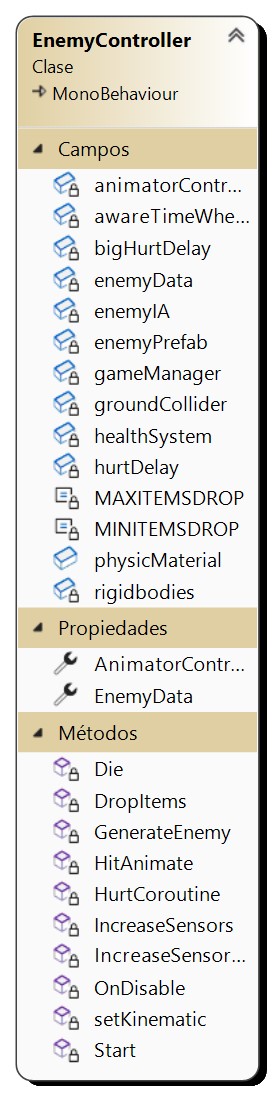 EnemyController
Clase
MonoBehaviour
Campos
animatorContr...
awareTimeWhe...
bigHurtDelay
enemyData
enemyIA
enemyPrefab
gameManager
groundCollider
healthSystem
hurtDelay
MAXITEMSDROP
MINITEMSDROP
physicMaterial
rigidbodies
Propiedades
AnimatorContr...
EnemyData
Métodos
Die
DropItems
GenerateEnemy
HitAnimate
HurtCoroutine
IncreaseSensors
IncreaseSensor...
OnDisable
setKinematic
Start